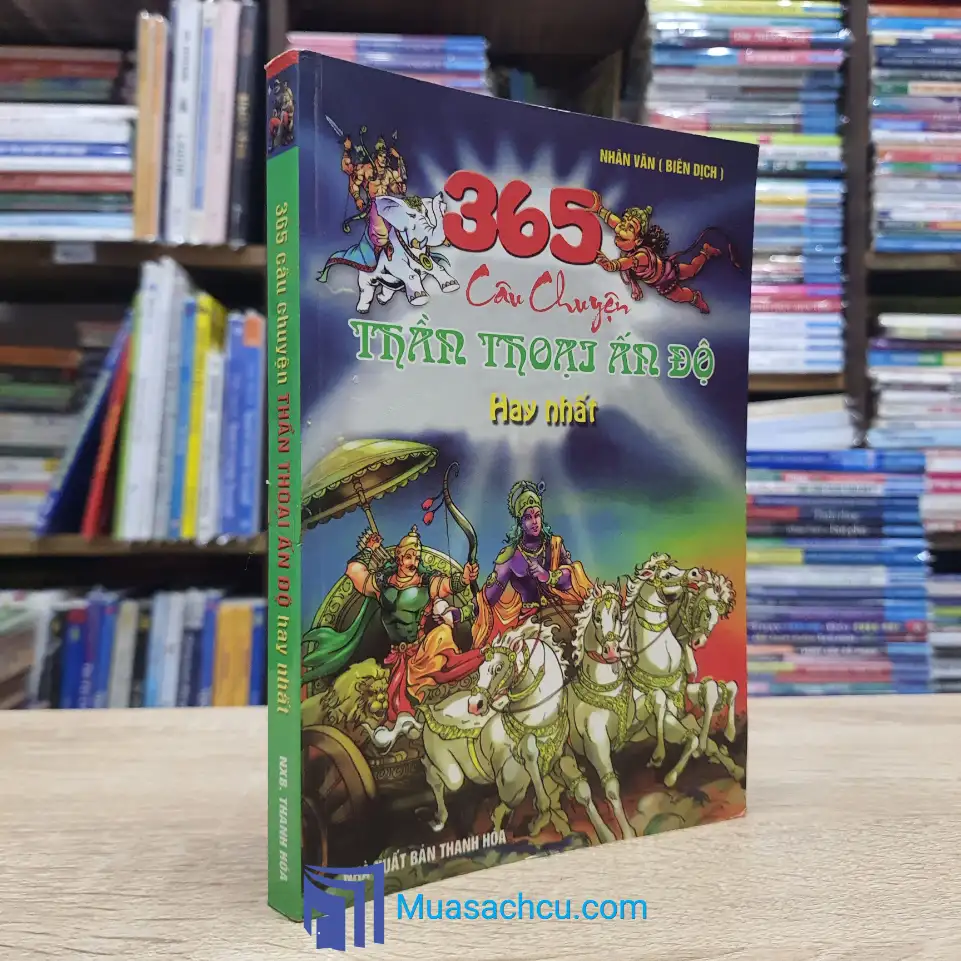 NHÂN VĂN ( BIÊN DỊCH )
365
Câu Chuyện
THẦN THOẠI ẤN ĐỘ
Hay nhất
XUẤT BẢN THANH HÓA
365 câu chuyện THẦN THOẠI ẤN ĐỘ hay nhất
NXB. THANH HÓA
Muasachcu.com